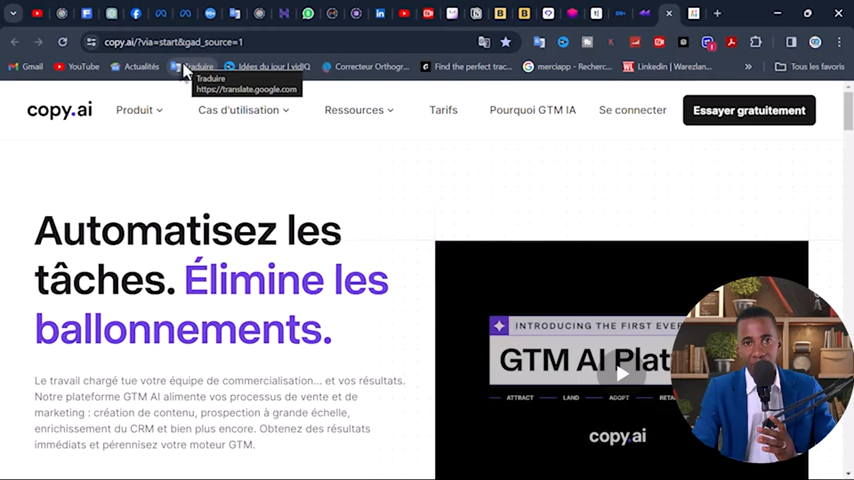 copy.ai/?via=start&gad_source=1
Gmail YouTube Actualités Traduire Idées du jour | vidIQ Correcteur Orthogr... Find the perfect trac... merciapp - Recherc... Linkedin | Warezlan... » Tous les favoris
Traduire
https://translate.google.com
copy.ai Produit Cas d'utilisation Ressources Tarifs Pourquoi GTM IA Se connecter Essayer gratuitement
Automatisez les
tâches. Élimine les
ballonnements.
Le travail chargé tue votre équipe de commercialisation... et vos résultats.
Notre plateforme GTM AI alimente vos processus de vente et de
marketing : création de contenu, prospection à grande échelle,
enrichissement du CRM et bien plus encore. Obtenez des résultats
immédiats et pérennisez votre moteur GTM.
INTRODUCING THE FIRST EVER
GTM AI Plat
ATTRACT LAND ADOPT RETA
copy.ai